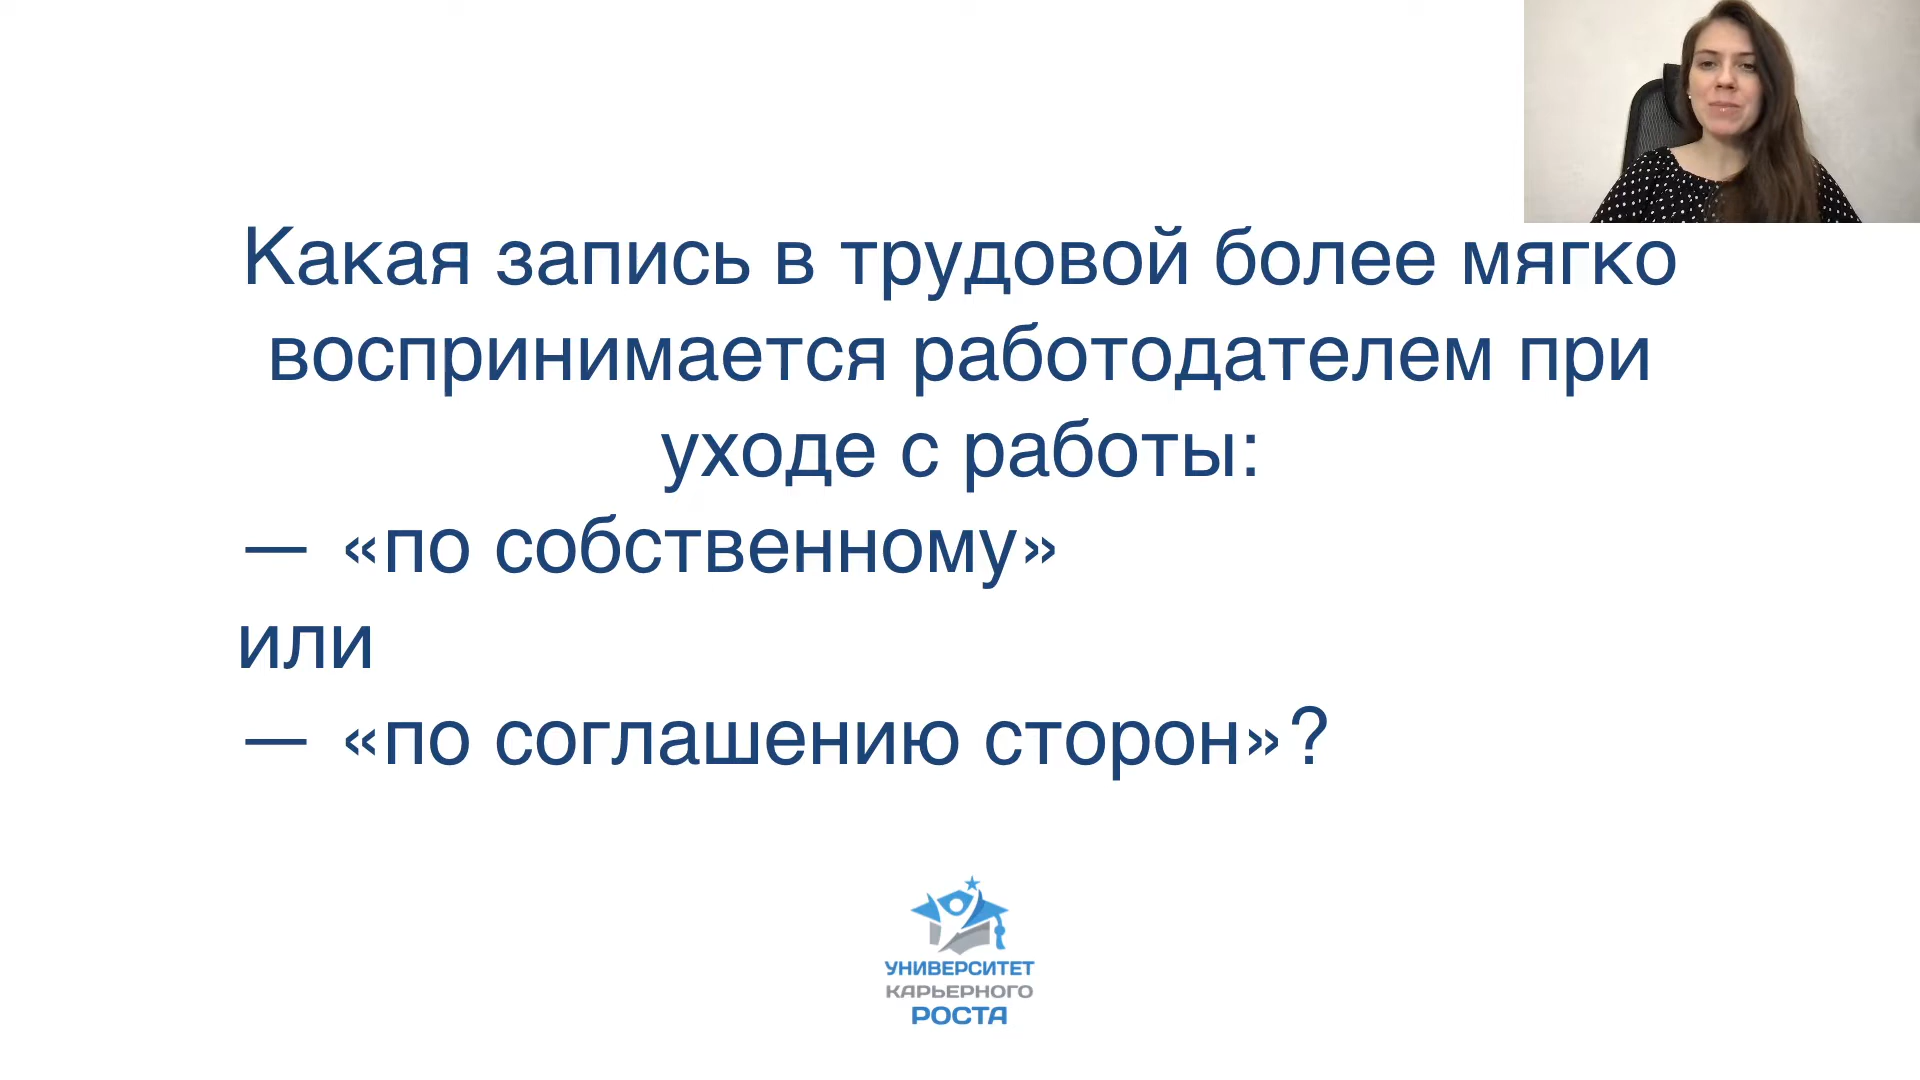 Какая запись в трудовой более мягко
воспринимается работодателем при
уходе с работы:
— «по собственному»
или
— «по соглашению сторон»?
УНИВЕРСИТЕТ
КАРЬЕРНОГО
РОСТА